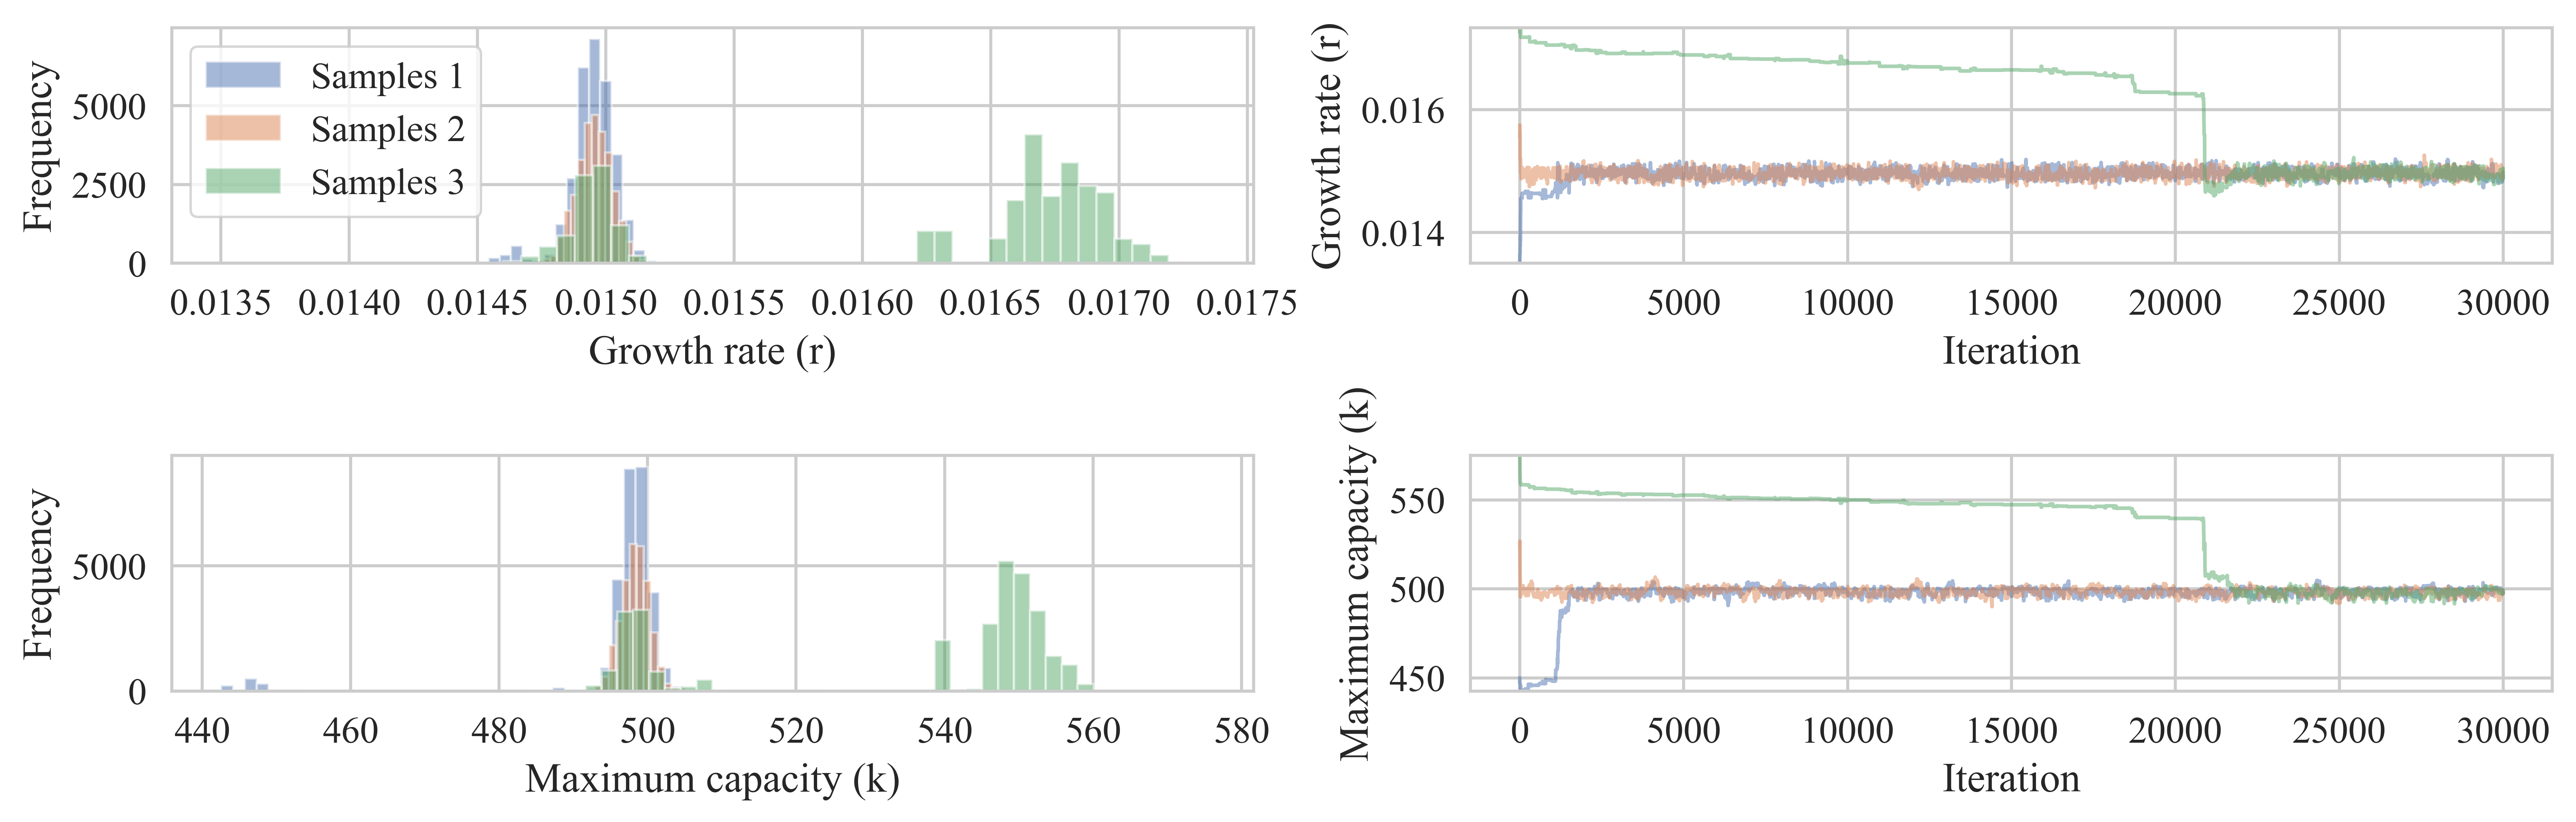 Frequency
5000
2500
0
Samples 1
Samples 2
Samples 3
0.0135 0.0140 0.0145 0.0150 0.0155 0.0160 0.0165 0.0170 0.0175
Growth rate (r)
Growth rate (r)
0.016
0.014
0 5000 10000 15000 20000 25000 30000
Iteration
Frequency
5000
0
440 460 480 500 520 540 560 580
Maximum capacity (k)
Maximum capacity (k)
550
500
450
0 5000 10000 15000 20000 25000 30000
Iteration